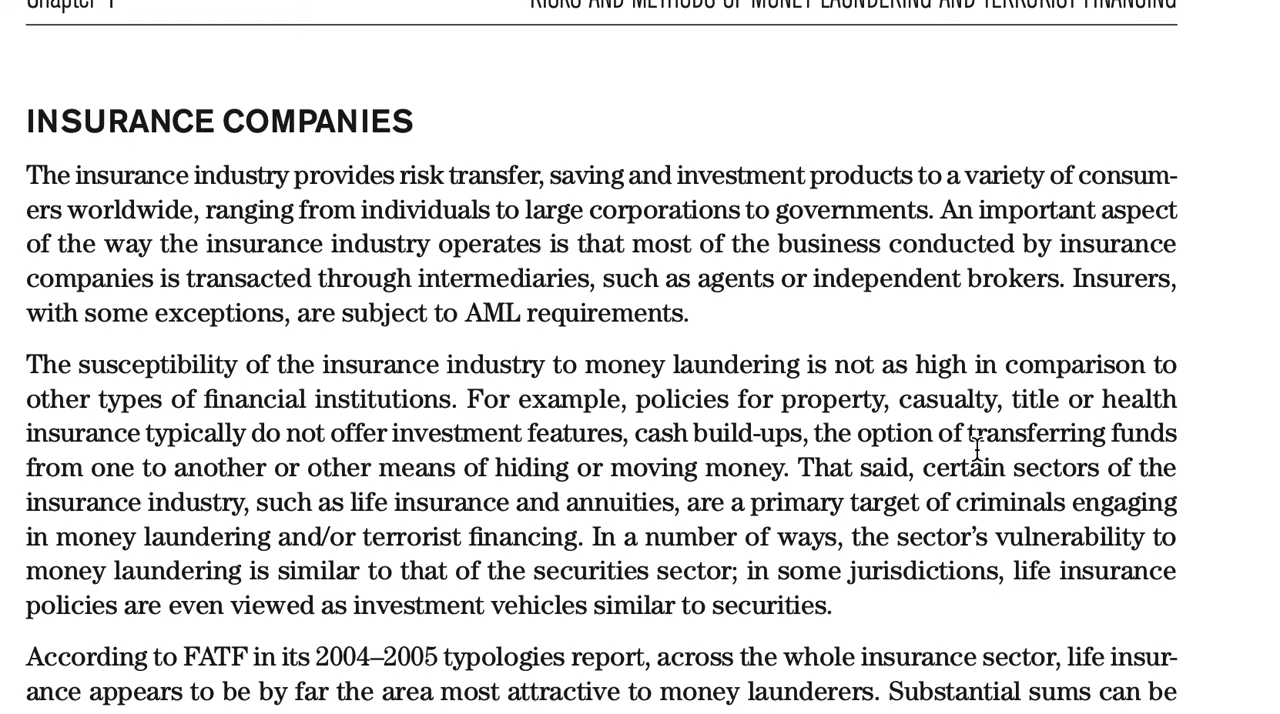 Chapter 1 RISKS AND METHODS OF MONEY LAUNDERING AND TERRORIST FINANCING
INSURANCE COMPANIES
The insurance industry provides risk transfer, saving and investment products to a variety of consum-
ers worldwide, ranging from individuals to large corporations to governments. An important aspect
of the way the insurance industry operates is that most of the business conducted by insurance
companies is transacted through intermediaries, such as agents or independent brokers. Insurers,
with some exceptions, are subject to AML requirements.
The susceptibility of the insurance industry to money laundering is not as high in comparison to
other types of financial institutions. For example, policies for property, casualty, title or health
insurance typically do not offer investment features, cash build-ups, the option of transferring funds
from one to another or other means of hiding or moving money. That said, certain sectors of the
insurance industry, such as life insurance and annuities, are a primary target of criminals engaging
in money laundering and/or terrorist financing. In a number of ways, the sector’s vulnerability to
money laundering is similar to that of the securities sector; in some jurisdictions, life insurance
policies are even viewed as investment vehicles similar to securities.
According to FATF in its 2004–2005 typologies report, across the whole insurance sector, life insur-
ance appears to be by far the area most attractive to money launderers. Substantial sums can be